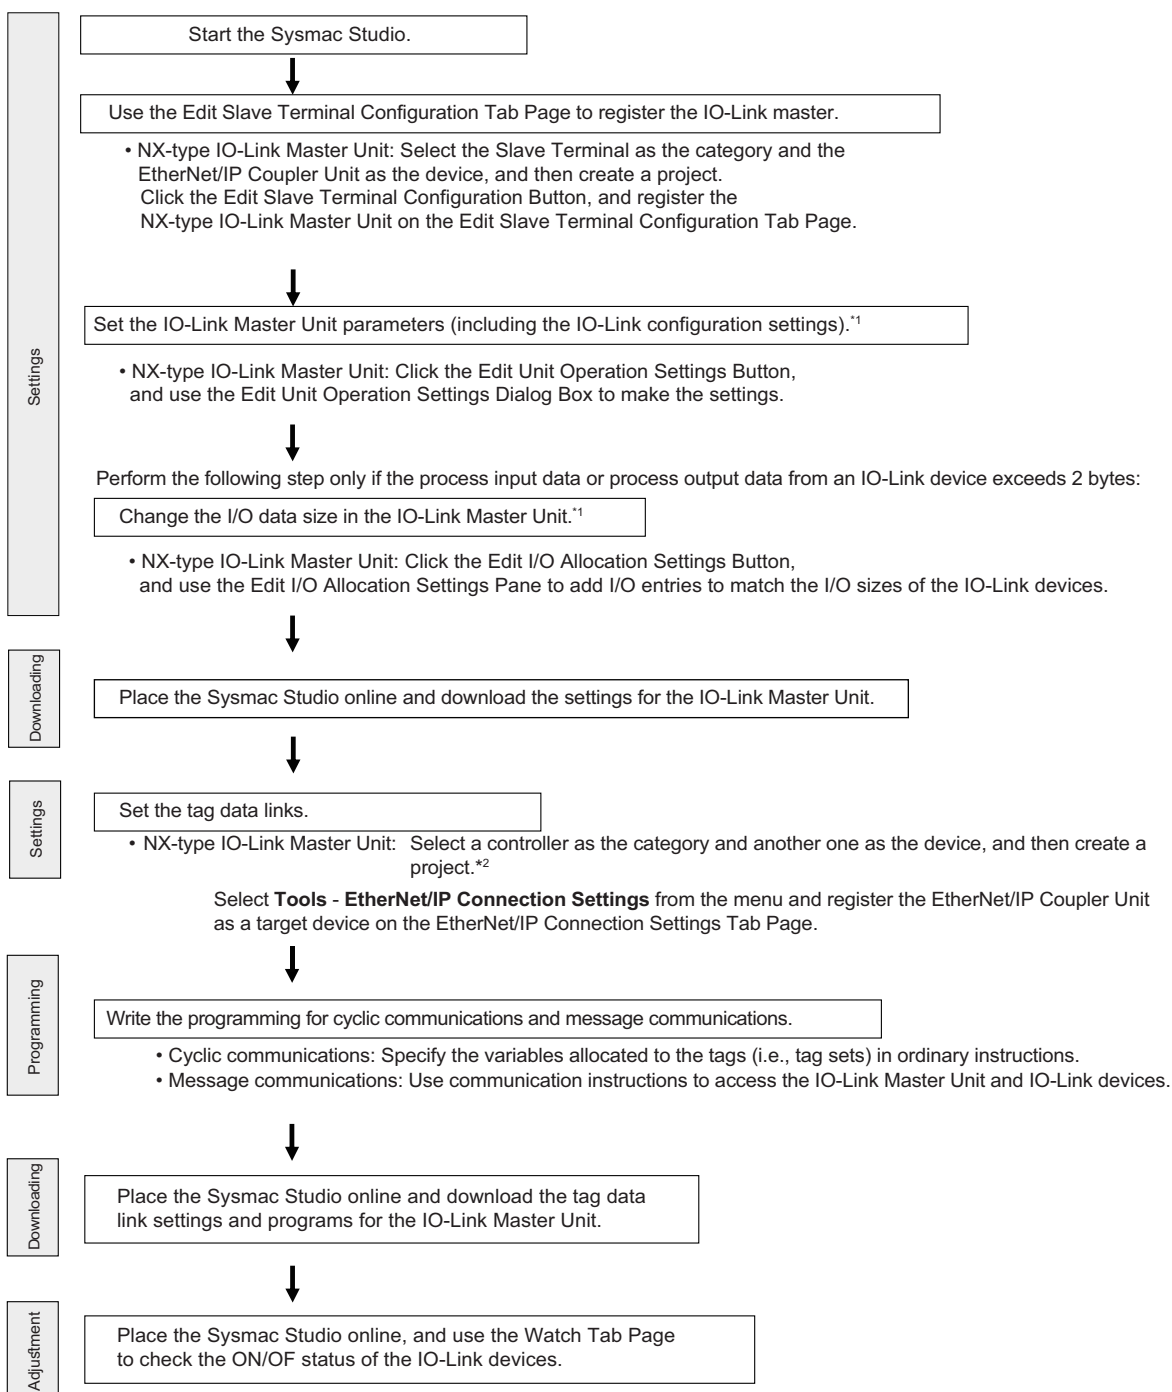 Start the Sysmac Studio.
Use the Edit Slave Terminal Configuration Tab Page to register the IO-Link master.
• NX-type IO-Link Master Unit: Select the Slave Terminal as the category and the
EtherNet/IP Coupler Unit as the device, and then create a project.
Click the Edit Slave Terminal Configuration Button, and register the
NX-type IO-Link Master Unit on the Edit Slave Terminal Configuration Tab Page.
Settings
Set the IO-Link Master Unit parameters (including the IO-Link configuration settings).*1
• NX-type IO-Link Master Unit: Click the Edit Unit Operation Settings Button,
and use the Edit Unit Operation Settings Dialog Box to make the settings.
Perform the following step only if the process input data or process output data from an IO-Link device exceeds 2 bytes:
Change the I/O data size in the IO-Link Master Unit.*1
• NX-type IO-Link Master Unit: Click the Edit I/O Allocation Settings Button,
and use the Edit I/O Allocation Settings Pane to add I/O entries to match the I/O sizes of the IO-Link devices.
Downloading
Place the Sysmac Studio online and download the settings for the IO-Link Master Unit.
Settings
Set the tag data links.
• NX-type IO-Link Master Unit: Select a controller as the category and another one as the device, and then create a
project.*2
Select Tools - EtherNet/IP Connection Settings from the menu and register the EtherNet/IP Coupler Unit
as a target device on the EtherNet/IP Connection Settings Tab Page.
Programming
Write the programming for cyclic communications and message communications.
• Cyclic communications: Specify the variables allocated to the tags (i.e., tag sets) in ordinary instructions.
• Message communications: Use communication instructions to access the IO-Link Master Unit and IO-Link devices.
Downloading
Place the Sysmac Studio online and download the tag data
link settings and programs for the IO-Link Master Unit.
Adjustment
Place the Sysmac Studio online, and use the Watch Tab Page
to check the ON/OF status of the IO-Link devices.